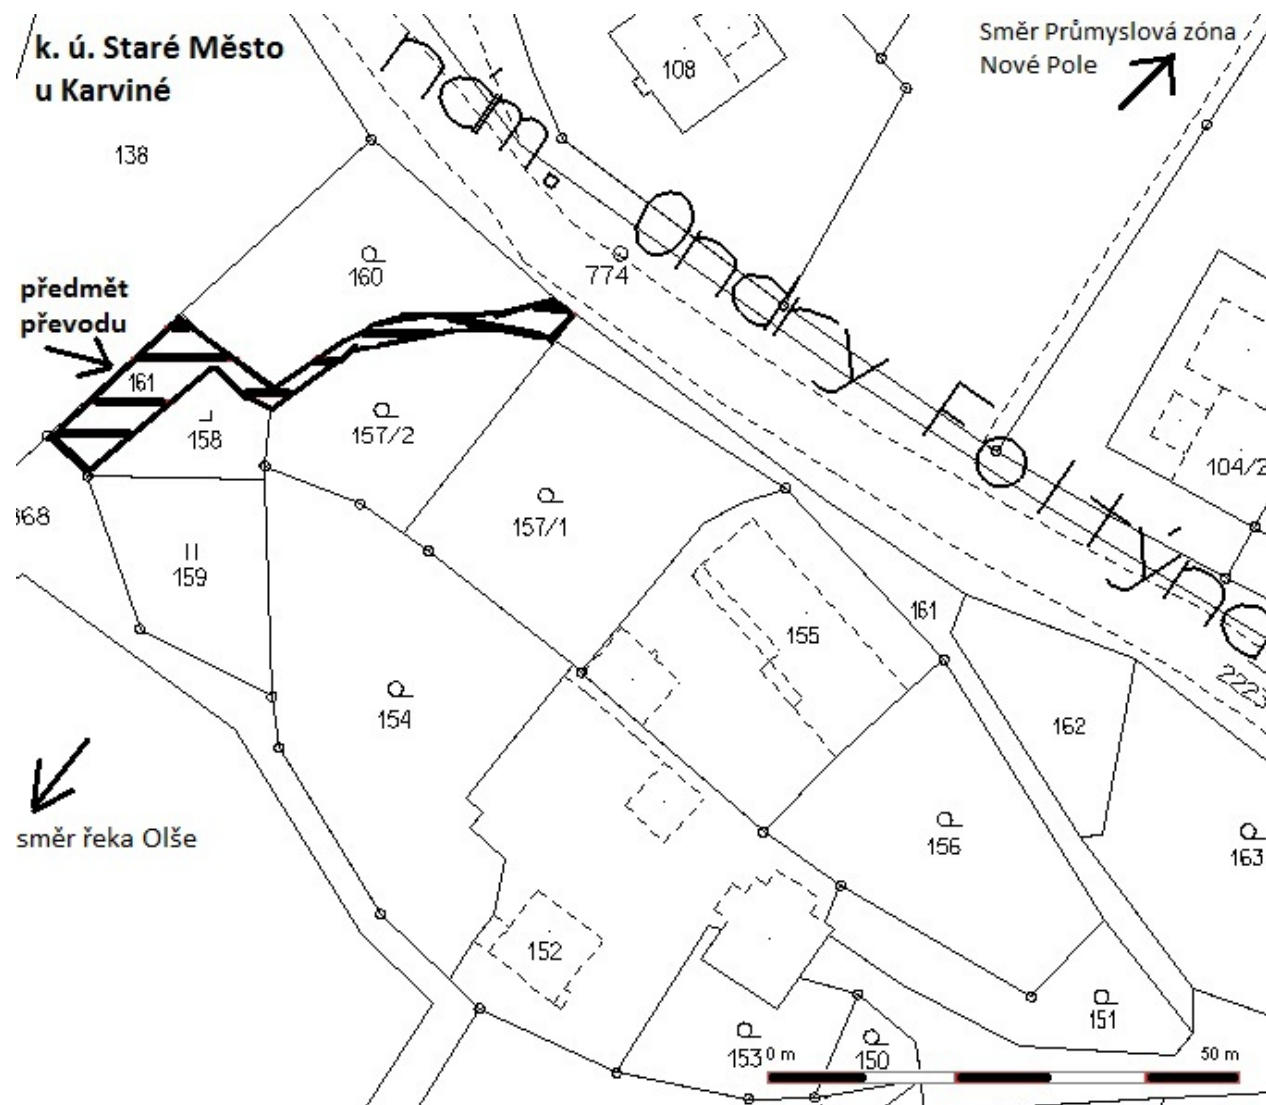 k. ú. Staré Město
u Karviné
Směr Průmyslová zóna
Nové Pole
108
138
nám. Ondry Foltýna
160
774
předmět
převodu
161
158
157/2
104/2
157/1
368
159
155
161
154
2223
162
směr řeka Olše
156
163
152
151
153
150
0 m
50 m